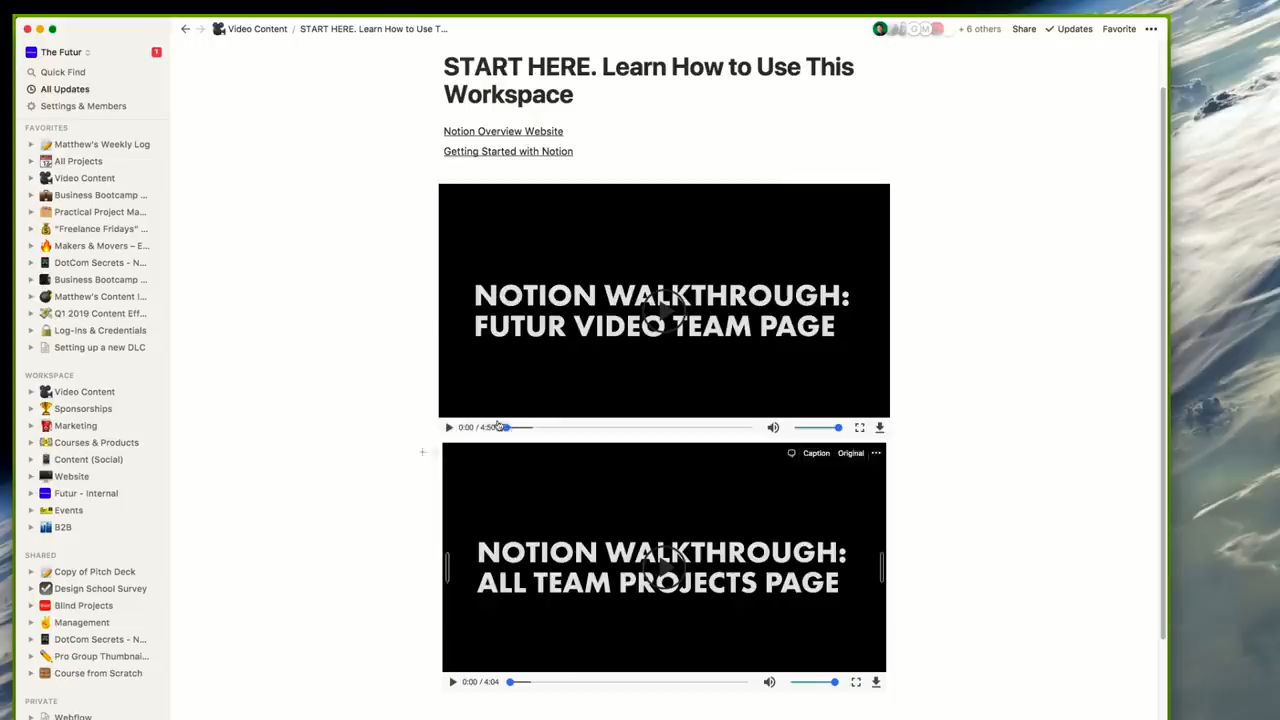 The Futur
1
Quick Find
All Updates
Settings & Members
FAVORITES
Matthew's Weekly Log
All Projects
Video Content
Business Bootcamp ...
Practical Project Ma...
"Freelance Fridays" ...
Makers & Movers – E...
DotCom Secrets - N...
Business Bootcamp ...
Matthew's Content I...
Q1 2019 Content Eff...
Log-Ins & Credentials
Setting up a new DLC
WORKSPACE
Video Content
Sponsorships
Marketing
Courses & Products
Content (Social)
Website
Futur - Internal
Events
B2B
SHARED
Copy of Pitch Deck
Design School Survey
Blind Projects
Management
DotCom Secrets - N...
Pro Group Thumbnai...
Course from Scratch
PRIVATE
Webflow
Video Content / START HERE. Learn How to Use T...
G M + 6 others Share Updates Favorite
START HERE. Learn How to Use This
Workspace
Notion Overview Website
Getting Started with Notion
NOTION WALKTHROUGH:
FUTUR VIDEO TEAM PAGE
0:00 / 4:50
Caption Original
NOTION WALKTHROUGH:
ALL TEAM PROJECTS PAGE
0:00 / 4:04